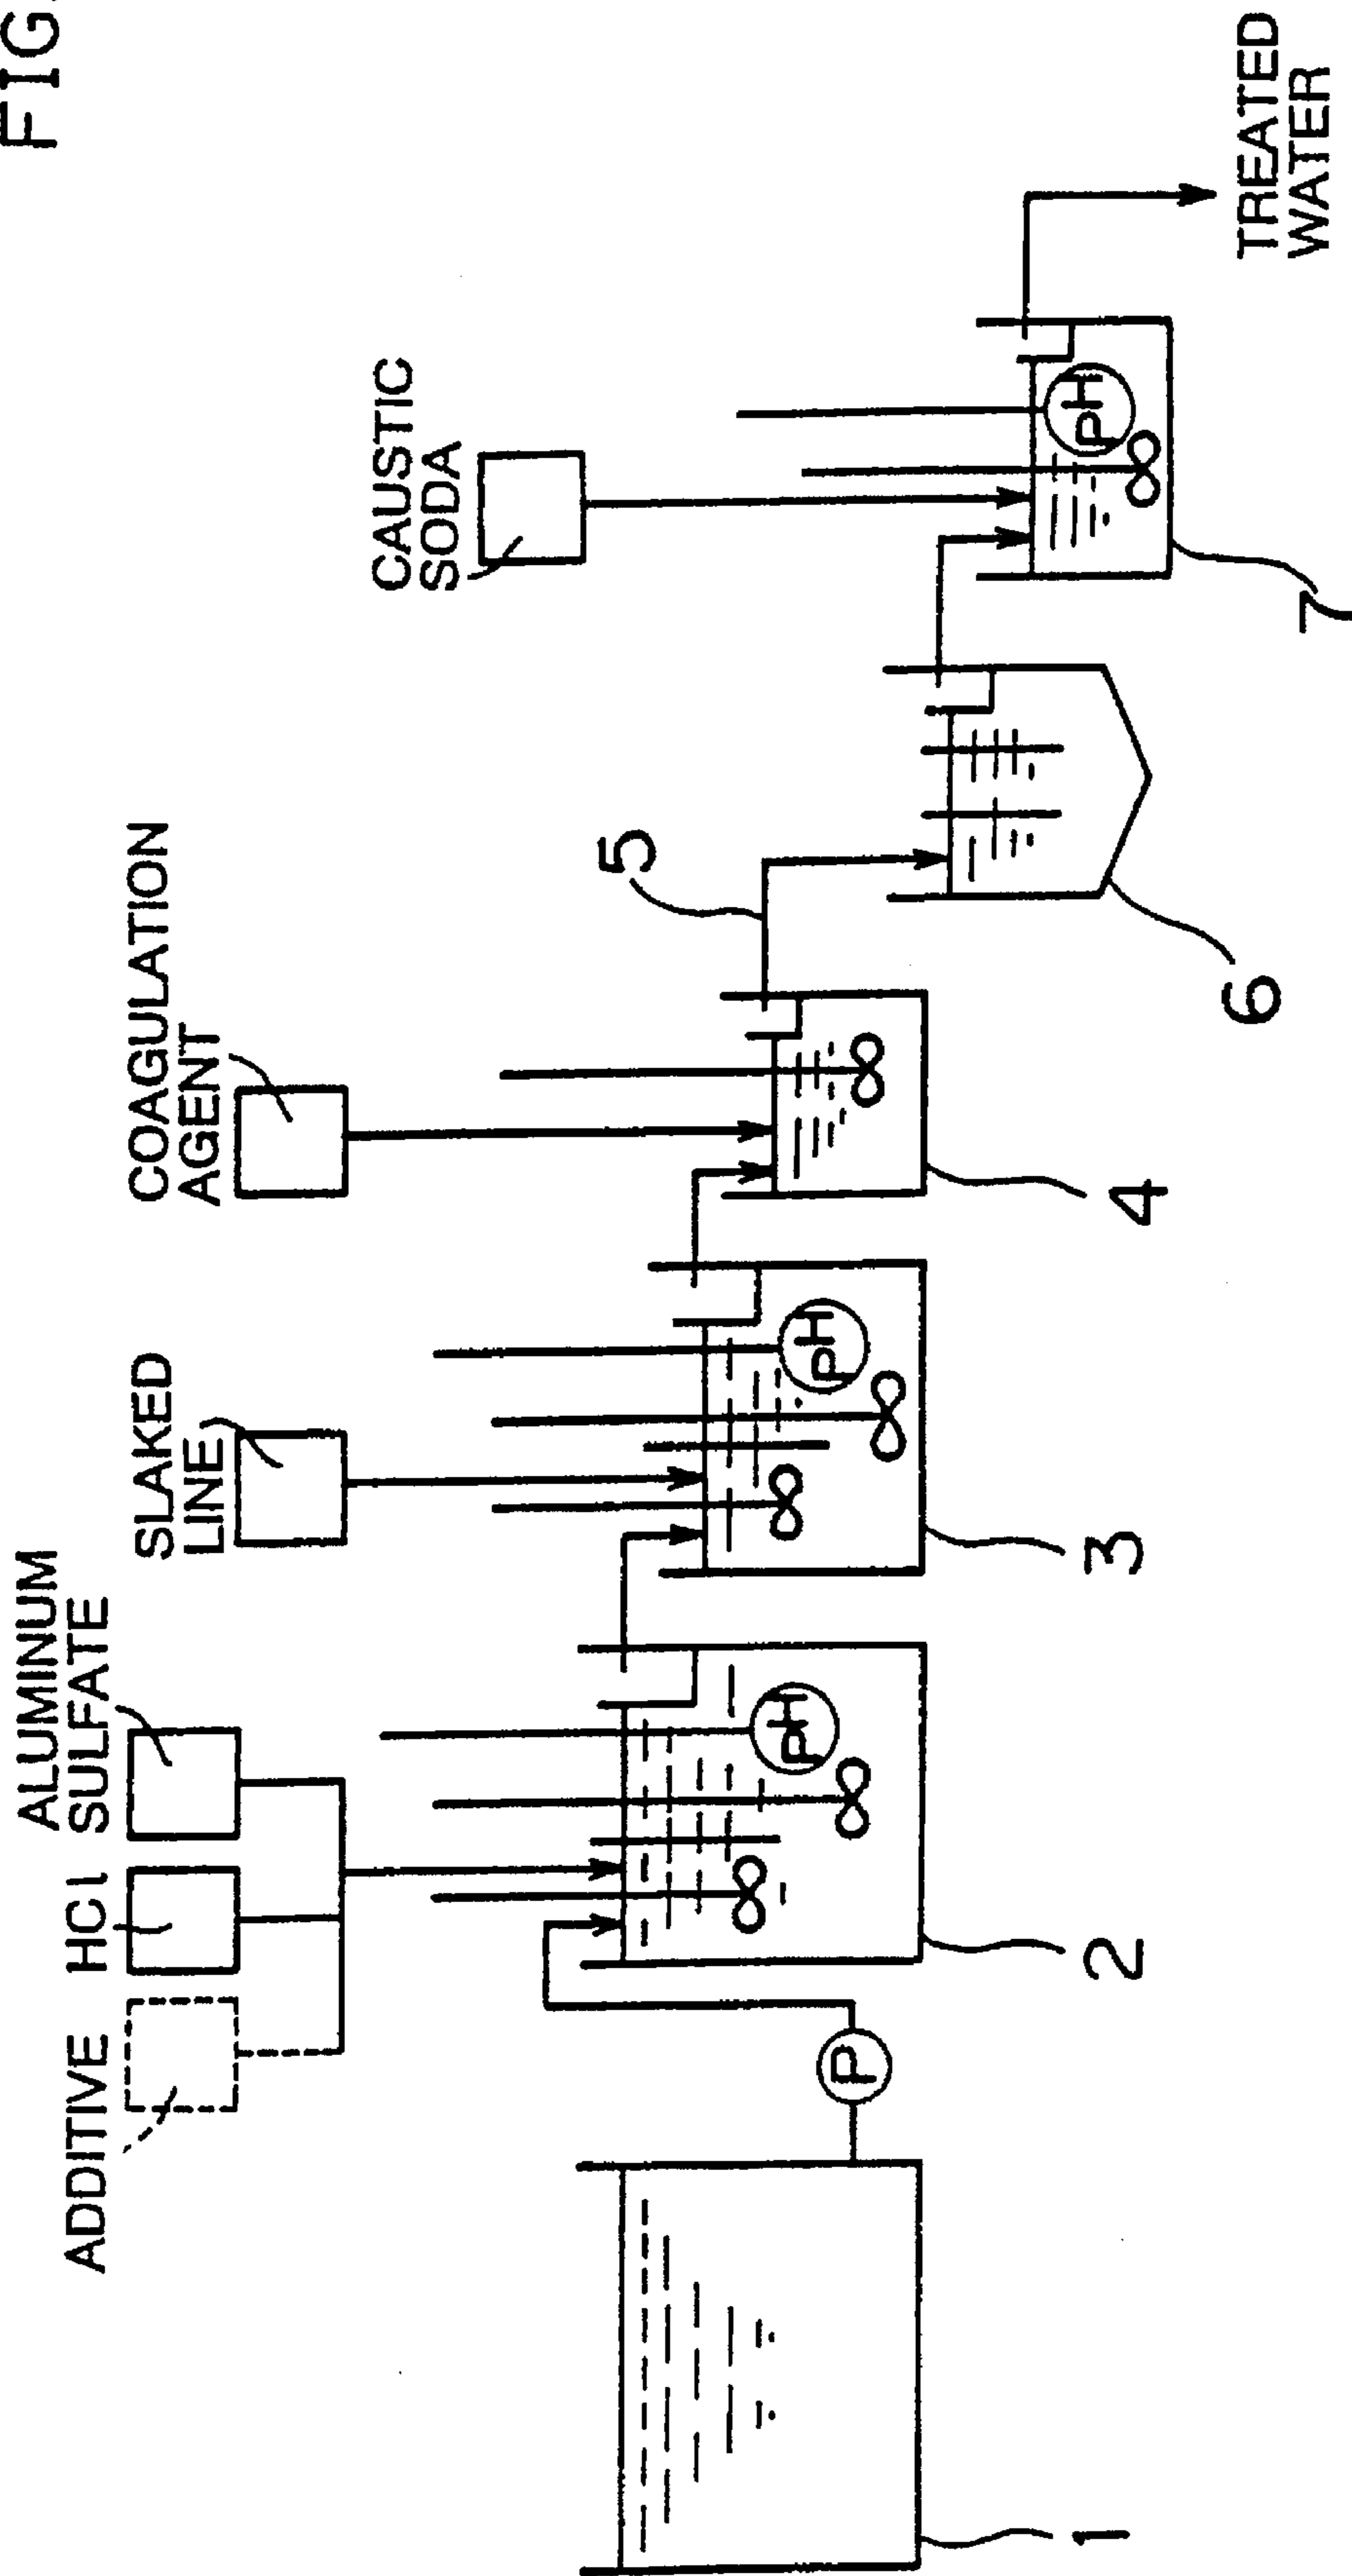 FIG.
ADDITIVE
HCl
ALUMINUM
SULFATE
SLAKED
LINE
COAGULATION
AGENT
CAUSTIC
SODA
TREATED
WATER
P
pH
pH
pH
1
2
3
4
5
6
7